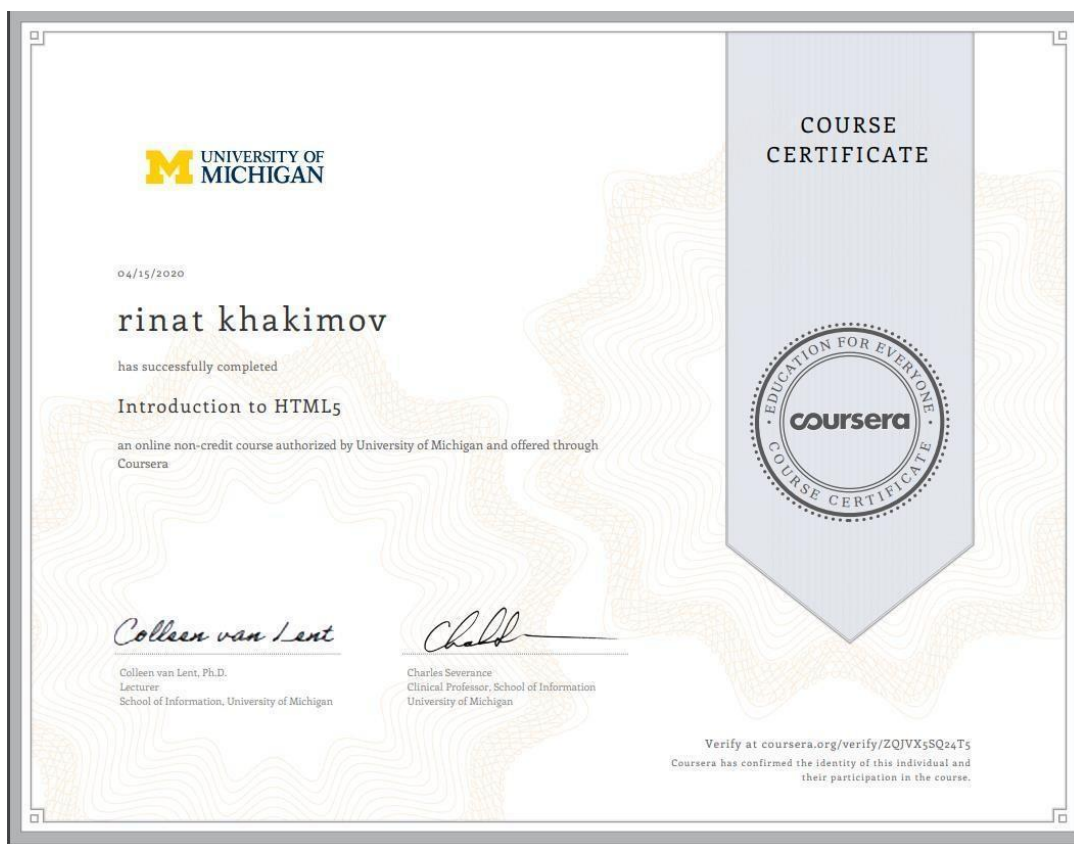 UNIVERSITY OF
MICHIGAN
COURSE
CERTIFICATE
04/15/2020
rinat khakimov
has successfully completed
Introduction to HTML5
an online non-credit course authorized by University of Michigan and offered through
Coursera
EDUCATION FOR EVERYONE
coursera
COURSE CERTIFICATE
Colleen van Lent
Colleen van Lent, Ph.D.
Lecturer
School of Information, University of Michigan
Charles Severance
Clinical Professor, School of Information
University of Michigan
Verify at coursera.org/verify/ZQJVX5SQ24T5
Coursera has confirmed the identity of this individual and
their participation in the course.